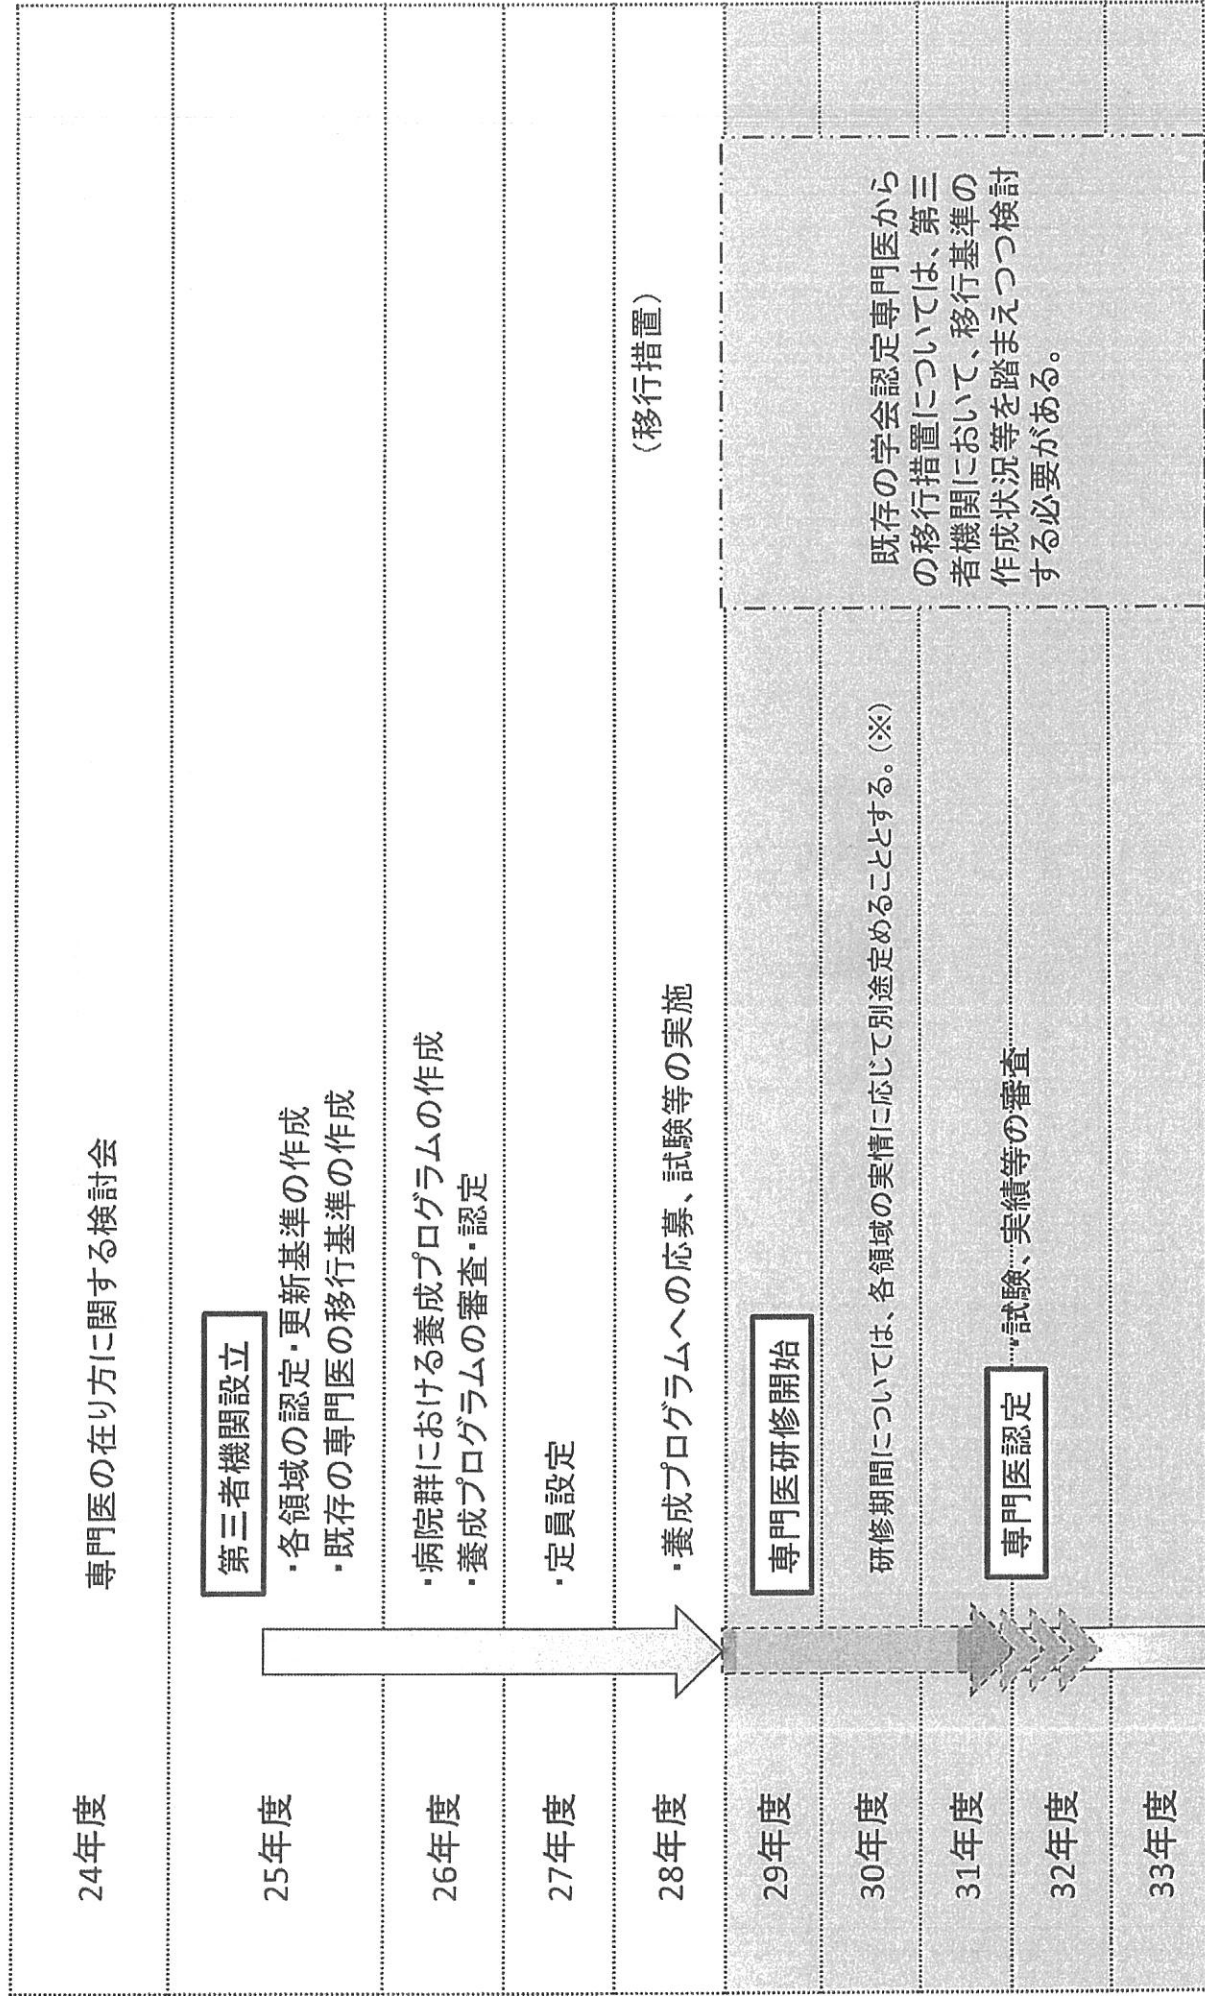 24年度
専門医の在り方に関する検討会
25年度
第三者機関設立
・各領域の認定・更新基準の作成
・既存の専門医の移行基準の作成
26年度
・病院群における養成プログラムの作成
・養成プログラムの審査・認定
27年度
・定員設定
28年度
・養成プログラムへの応募、試験等の実施
(移行措置)
29年度
専門医研修開始
30年度
研修期間については、各領域の実情に応じて別途定めることとする。(※)
31年度
32年度
専門医認定
・試験、実績等の審査
33年度
既存の学会認定専門医から
の移行措置については、第三
者機関において、移行基準の
作成状況等を踏まえつつ検討
する必要がある。